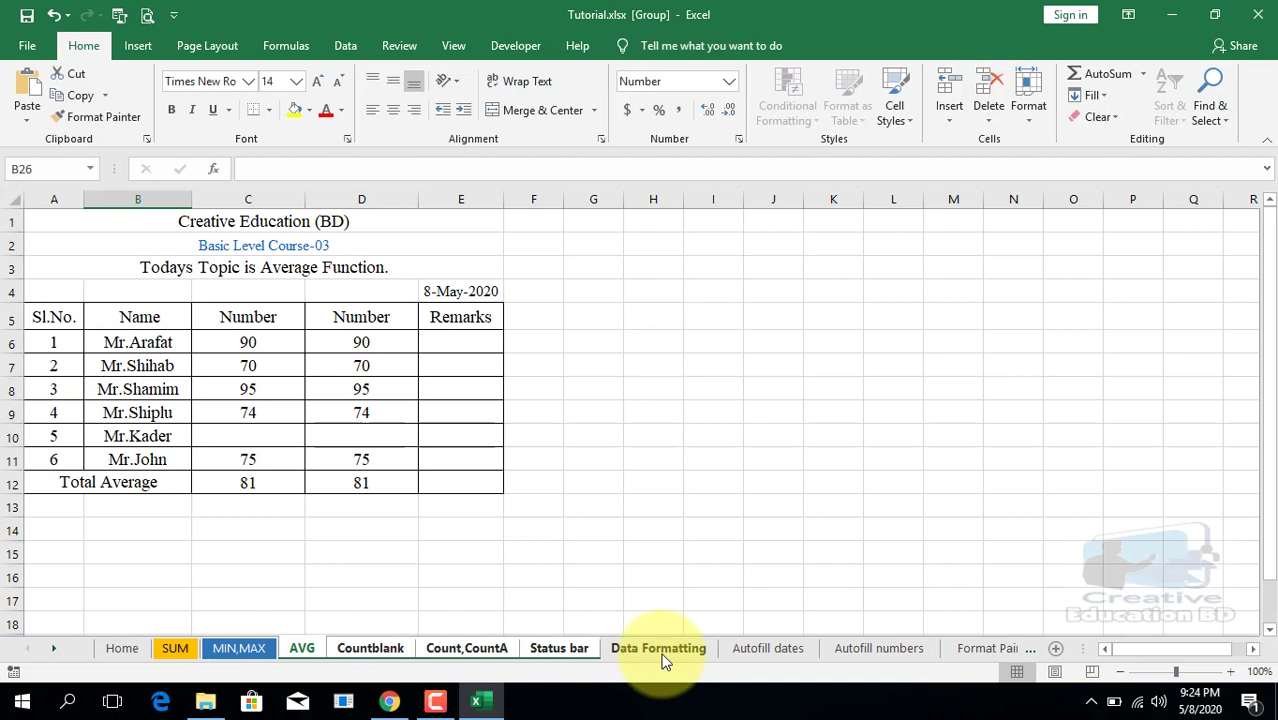 Tutorial.xlsx [Group] - Excel
Sign in
File Home Insert Page Layout Formulas Data Review View Developer Help Tell me what you want to do Share
Paste Cut Copy Format Painter
Times New Ro 14
B I U A
Wrap Text
Merge & Center
Number
$ % ,
Conditional Formatting Format as Table Cell Styles
Insert Delete Format
AutoSum Fill Clear
Sort & Filter Find & Select
Clipboard Font Alignment Number Styles Cells Editing
B26 fx
A B C D E F G H I J K L M N O P Q R
1 Creative Education (BD)
2 Basic Level Course-03
3 Todays Topic is Average Function.
4 8-May-2020
5 Sl.No. Name Number Number Remarks
6 1 Mr.Arafat 90 90
7 2 Mr.Shihab 70 70
8 3 Mr.Shamim 95 95
9 4 Mr.Shiplu 74 74
10 5 Mr.Kader
11 6 Mr.John 75 75
12 Total Average 81 81
13
14
15
16
17
18
Creative
Education BD
Home SUM MIN,MAX AVG Countblank Count,CountA Status bar Data Formatting Autofill dates Autofill numbers Format Pain ...
100%
9:24 PM
5/8/2020